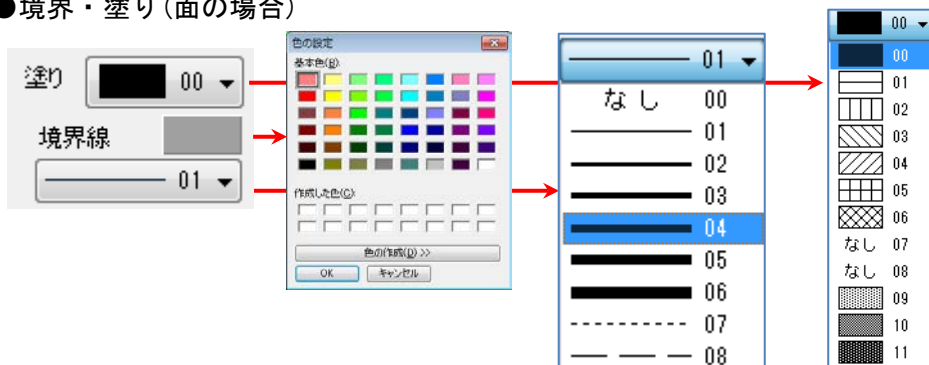 ●境界・塗り(面の場合)
塗り 00
境界線
01
色の設定
基本色(B):
作成した色(C):
色の作成(D) >>
OK キャンセル
01
なし 00
01
02
03
04
05
06
07
08
00
00
01
02
03
04
05
06
なし 07
なし 08
09
10
11